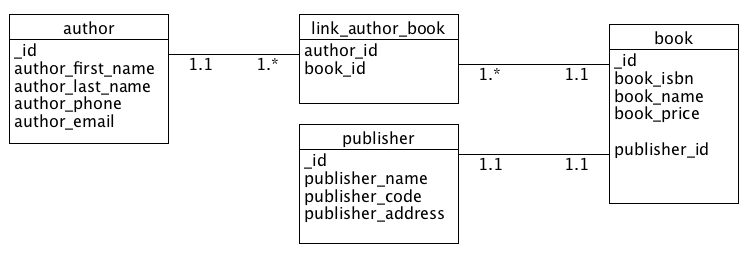 author
_id
author_first_name
author_last_name
author_phone
author_email
1.1
1.*
link_author_book
author_id
book_id
1.*
1.1
book
_id
book_isbn
book_name
book_price
publisher_id
publisher
_id
publisher_name
publisher_code
publisher_address
1.1
1.1